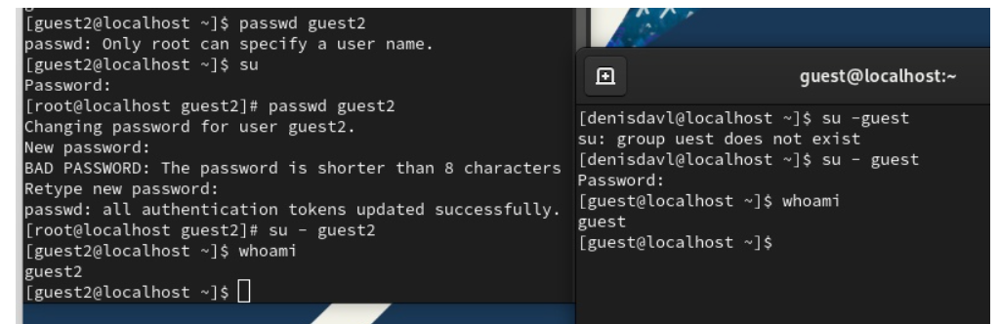 [guest2@localhost ~]$ passwd guest2
passwd: Only root can specify a user name.
[guest2@localhost ~]$ su
Password:
[root@localhost guest2]# passwd guest2
Changing password for user guest2.
New password:
BAD PASSWORD: The password is shorter than 8 characters
Retype new password:
passwd: all authentication tokens updated successfully.
[root@localhost guest2]# su - guest2
[guest2@localhost ~]$ whoami
guest2
[guest2@localhost ~]$
guest@localhost:~
[denisdavl@localhost ~]$ su -guest
su: group uest does not exist
[denisdavl@localhost ~]$ su - guest
Password:
[guest@localhost ~]$ whoami
guest
[guest@localhost ~]$